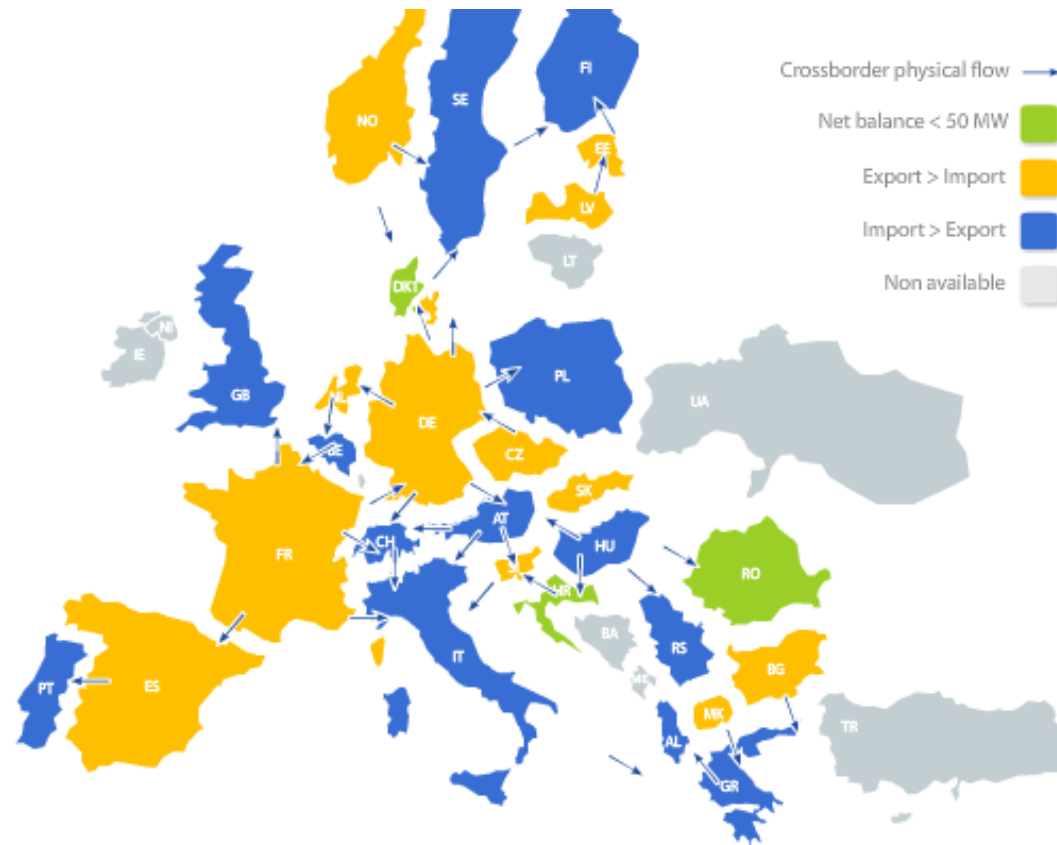 FI
SE
Crossborder physical flow
NO
Net balance < 50 MW
EE
Export > Import
LV
Import > Export
LT
Non available
DK1
NI
IE
GB
PL
NL
UA
DE
BE
CZ
SK
AT
CH
HU
FR
SI
RO
HR
BA
RS
IT
BG
ME
PT
ES
MK
TR
AL
GR